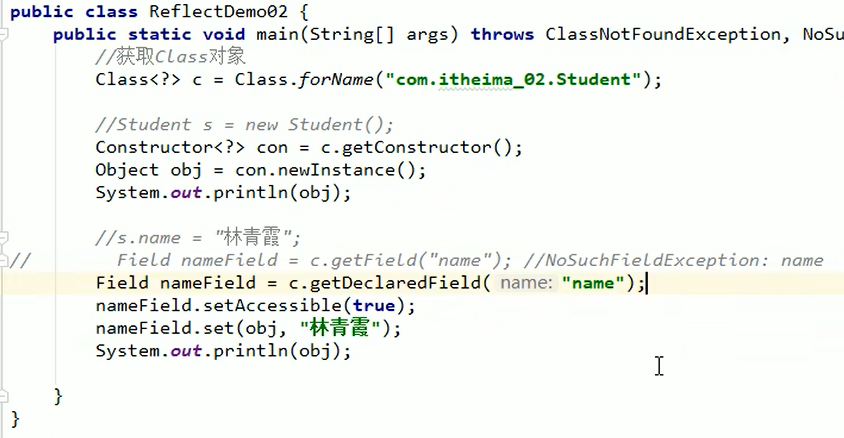 public class ReflectDemo02 {
public static void main(String[] args) throws ClassNotFoundException, NoSu
//获取Class对象
Class<?> c = Class.forName("com.itheima_02.Student");
//Student s = new Student();
Constructor<?> con = c.getConstructor();
Object obj = con.newInstance();
System.out.println(obj);
//s.name = "林青霞";
// Field nameField = c.getField("name"); //NoSuchFieldException: name
Field nameField = c.getDeclaredField( name: "name");
nameField.setAccessible(true);
nameField.set(obj, "林青霞");
System.out.println(obj);
}
}